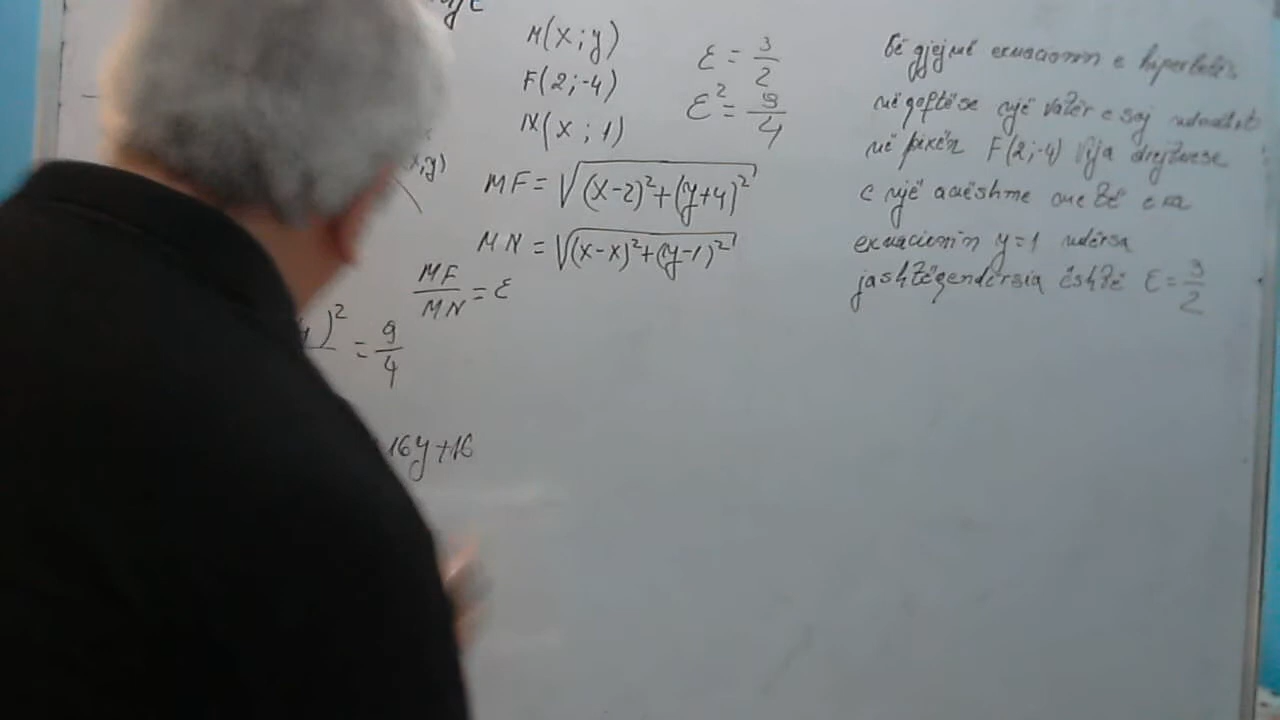 M(x;y)
F(2;-4)
N(x;1)
ε = 3/2
ε² = 9/4
x,y)
MF = √(x-2)²+(y+4)²
MN = √(x-x)²+(y-1)²
MF/MN = ε
)² = 9/4
16y+16
të gjejmë ekuacionin e hiperbolës
në qoftëse një vatër e saj
në pikën F(2;-4) Vija drejtuese
e një anëshme me të e ka
ekuacionin y=1 ndërsa
jashtëqendërsia është ε = 3/2